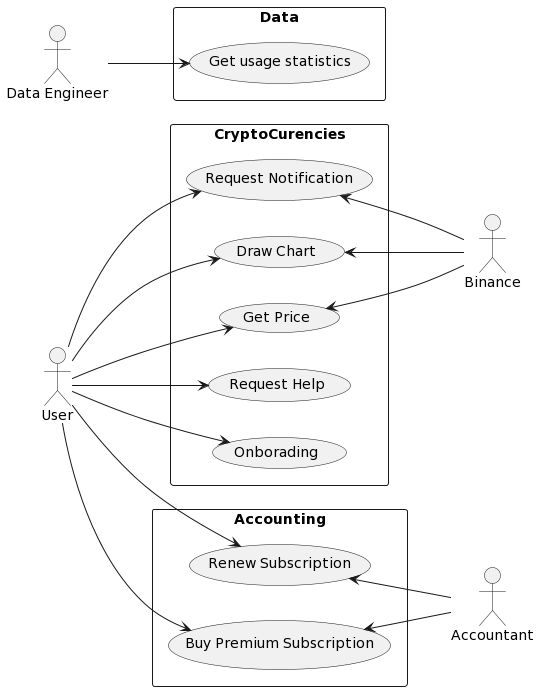 Data
Get usage statistics
Data Engineer
CryptoCurencies
Request Notification
Draw Chart
Binance
Get Price
Request Help
User
Onborading
Accounting
Renew Subscription
Accountant
Buy Premium Subscription